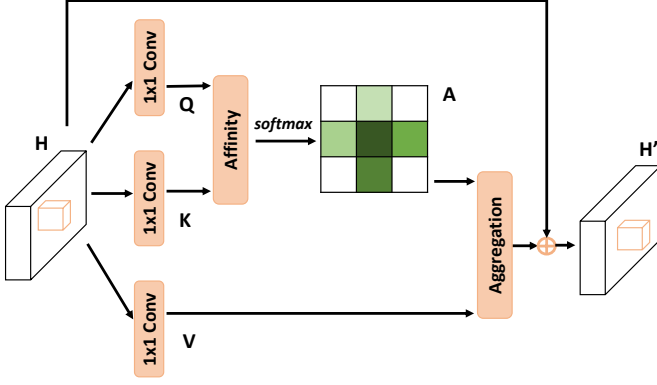 1x1 Conv
Q
A
softmax
Affinity
H
H'
1x1 Conv
K
Aggregation
1x1 Conv
V